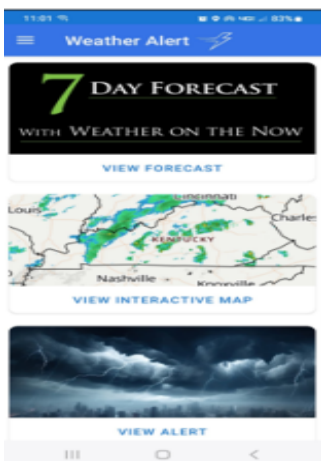 11:01
83%
Weather Alert
7 DAY FORECAST
WITH WEATHER ON THE NOW
VIEW FORECAST
Cincinnati
Louis
Charle
KENTUCKY
Nashville
Knoxville
VIEW INTERACTIVE MAP
VIEW ALERT